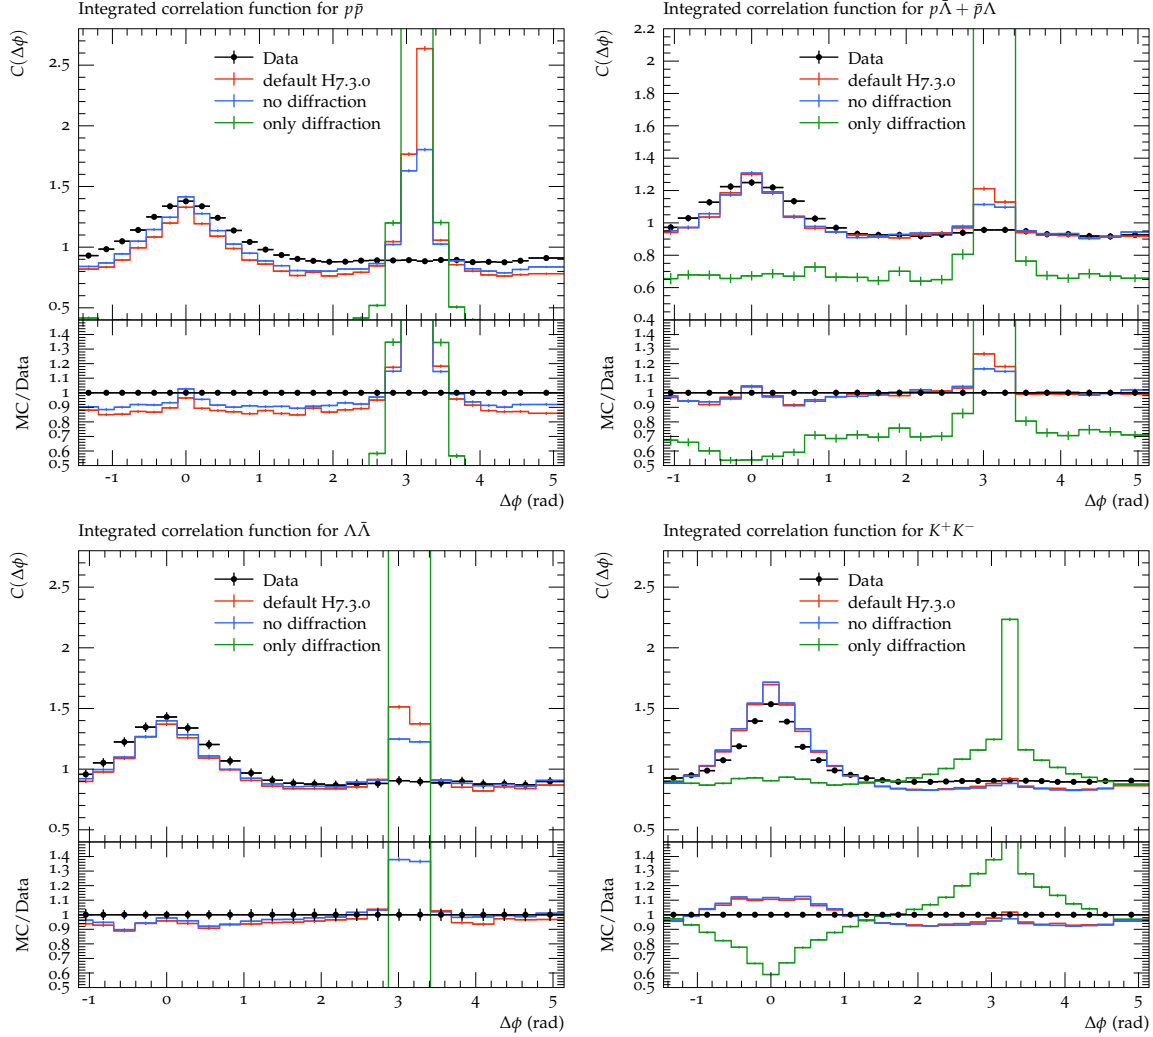 Integrated correlation function for pp̄
C(Δϕ)
Data
default H7.3.0
no diffraction
only diffraction
2.5
2
1.5
1
0.5
MC/Data
1.4
1.3
1.2
1.1
1
0.9
0.8
0.7
0.6
0.5
-1 0 1 2 3 4 5
Δϕ (rad)
Integrated correlation function for pΛ̄ + p̄Λ
C(Δϕ)
Data
default H7.3.0
no diffraction
only diffraction
2.2
2.0
1.8
1.6
1.4
1.2
1.0
0.8
0.6
0.4
MC/Data
1.4
1.3
1.2
1.1
1
0.9
0.8
0.7
0.6
0.5
-1 0 1 2 3 4 5
Δϕ (rad)
Integrated correlation function for ΛΛ̄
C(Δϕ)
Data
default H7.3.0
no diffraction
only diffraction
2.5
2
1.5
1
0.5
MC/Data
1.4
1.3
1.2
1.1
1
0.9
0.8
0.7
0.6
0.5
-1 0 1 2 3 4 5
Δϕ (rad)
Integrated correlation function for K⁺K⁻
C(Δϕ)
Data
default H7.3.0
no diffraction
only diffraction
2.5
2
1.5
1
0.5
MC/Data
1.4
1.3
1.2
1.1
1
0.9
0.8
0.7
0.6
0.5
-1 0 1 2 3 4 5
Δϕ (rad)